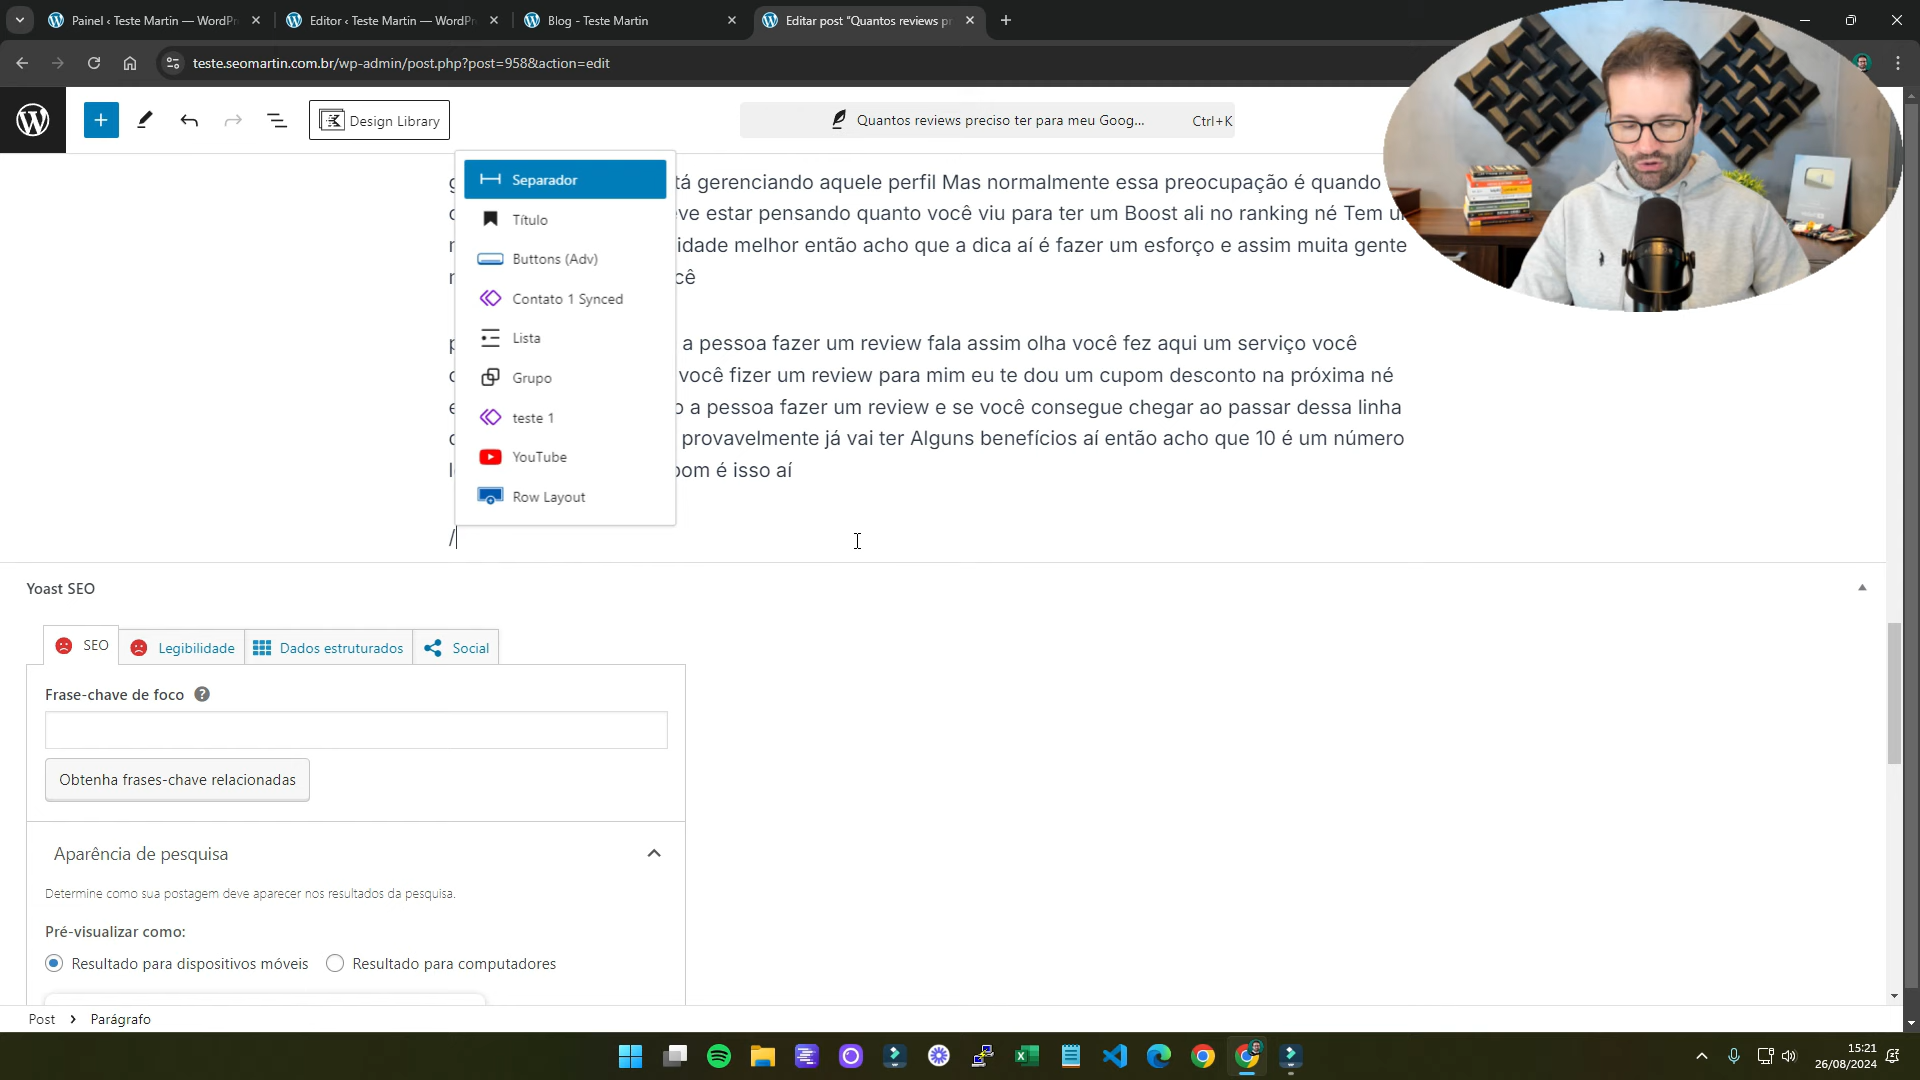 Painel ‹ Teste Martin — WordPr
Editor ‹ Teste Martin — WordPr
Blog - Teste Martin
Editar post “Quantos reviews pr
teste.seomartin.com.br/wp-admin/post.php?post=958&action=edit
Design Library
Quantos reviews preciso ter para meu Goog...
Ctrl+K
tá gerenciando aquele perfil Mas normalmente essa preocupação é quando
ve estar pensando quanto você viu para ter um Boost ali no ranking né Tem
idade melhor então acho que a dica aí é fazer um esforço e assim muita gente
cê
a pessoa fazer um review fala assim olha você fez aqui um serviço você
você fizer um review para mim eu te dou um cupom desconto na próxima né
a pessoa fazer um review e se você consegue chegar ao passar dessa linha
provavelmente já vai ter Alguns benefícios aí então acho que 10 é um número
bom é isso aí
Separador
Título
Buttons (Adv)
Contato 1 Synced
Lista
Grupo
teste 1
YouTube
Row Layout
/
Yoast SEO
SEO
Legibilidade
Dados estruturados
Social
Frase-chave de foco
Obtenha frases-chave relacionadas
Aparência de pesquisa
Determine como sua postagem deve aparecer nos resultados da pesquisa.
Pré-visualizar como:
Resultado para dispositivos móveis
Resultado para computadores
Post > Parágrafo
15:21
26/08/2024